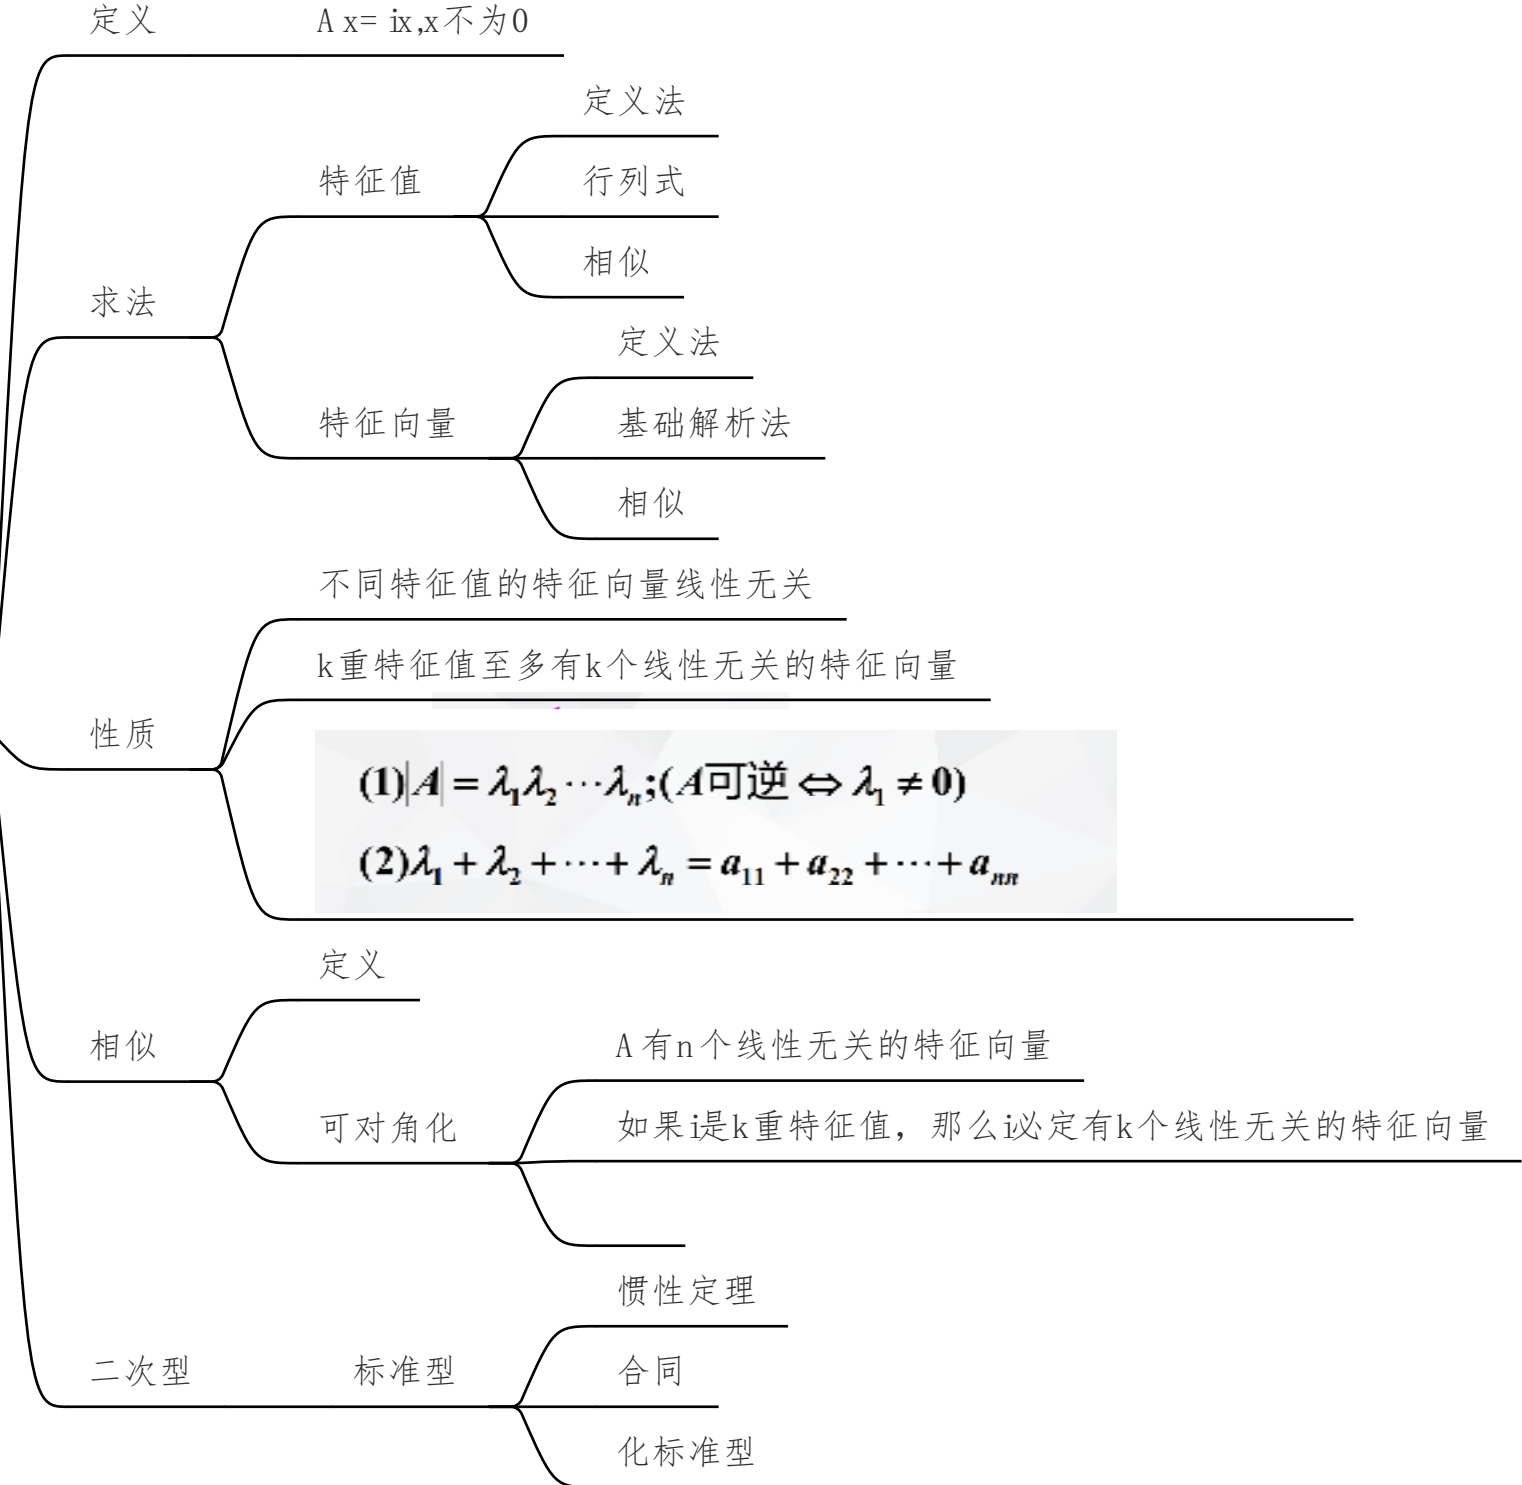 定义
Ax=ix,x不为0
定义法
特征值
行列式
相似
求法
定义法
特征向量
基础解析法
相似
不同特征值的特征向量线性无关
k重特征值至多有k个线性无关的特征向量
性质
(1)|A|=λ₁λ₂⋯λₙ;(A可逆⇔λ₁≠0)
(2)λ₁+λ₂+⋯+λₙ=a₁₁+a₂₂+⋯+aₙₙ
定义
相似
A有n个线性无关的特征向量
可对角化
如果i是k重特征值，那么i必定有k个线性无关的特征向量
惯性定理
二次型
标准型
合同
化标准型